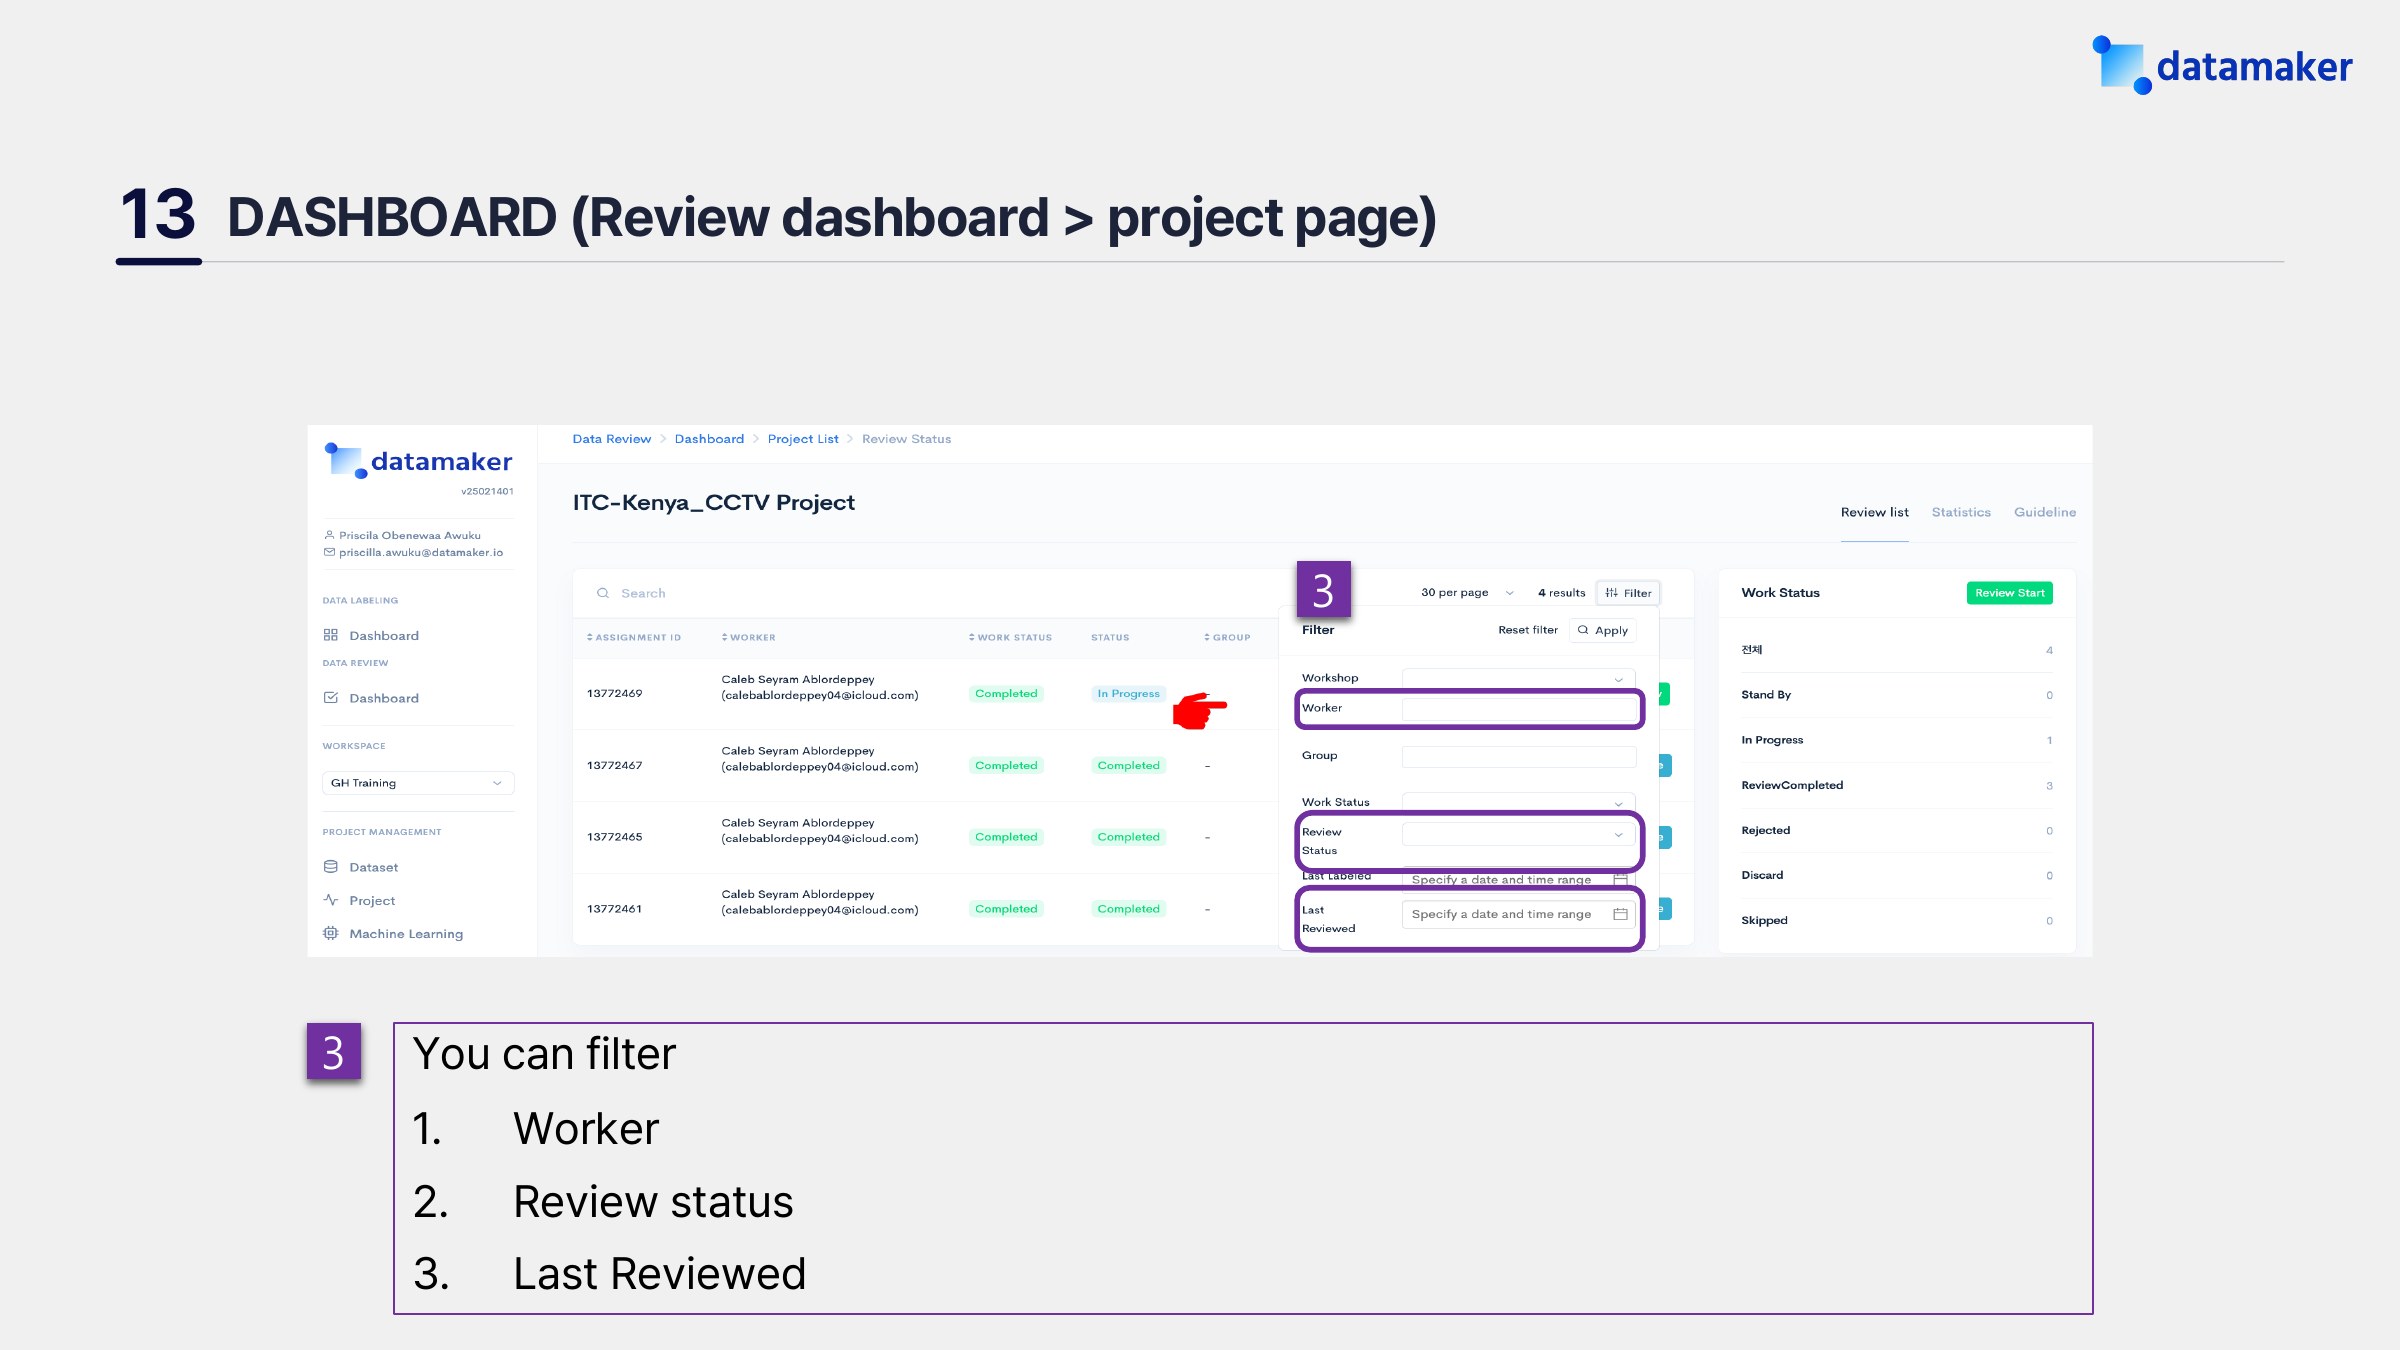 datamaker
13 DASHBOARD (Review dashboard > project page)
datamaker
v25021401
Priscila Obenewaa Awuku
priscilla.awuku@datamaker.io
DATA LABELING
Dashboard
DATA REVIEW
Dashboard
WORKSPACE
GH Training
PROJECT MANAGEMENT
Dataset
Project
Machine Learning
Data Review > Dashboard > Project List > Review Status
ITC-Kenya_CCTV Project
Review list Statistics Guideline
Search
30 per page 4 results Filter
ASSIGNMENT ID WORKER WORK STATUS STATUS GROUP
13772469 Caleb Seyram Ablordeppey Completed In Progress -
(calebablordeppey04@icloud.com)
13772467 Caleb Seyram Ablordeppey Completed Completed -
(calebablordeppey04@icloud.com)
13772465 Caleb Seyram Ablordeppey Completed Completed -
(calebablordeppey04@icloud.com)
13772461 Caleb Seyram Ablordeppey Completed Completed -
(calebablordeppey04@icloud.com)
3
Filter Reset filter Apply
Workshop
Worker
Group
Work Status
Review
Status
Last Labeled Specify a date and time range
Last
Reviewed Specify a date and time range
Work Status Review Start
전체 4
Stand By 0
In Progress 1
ReviewCompleted 3
Rejected 0
Discard 0
Skipped 0
3
You can filter
1. Worker
2. Review status
3. Last Reviewed